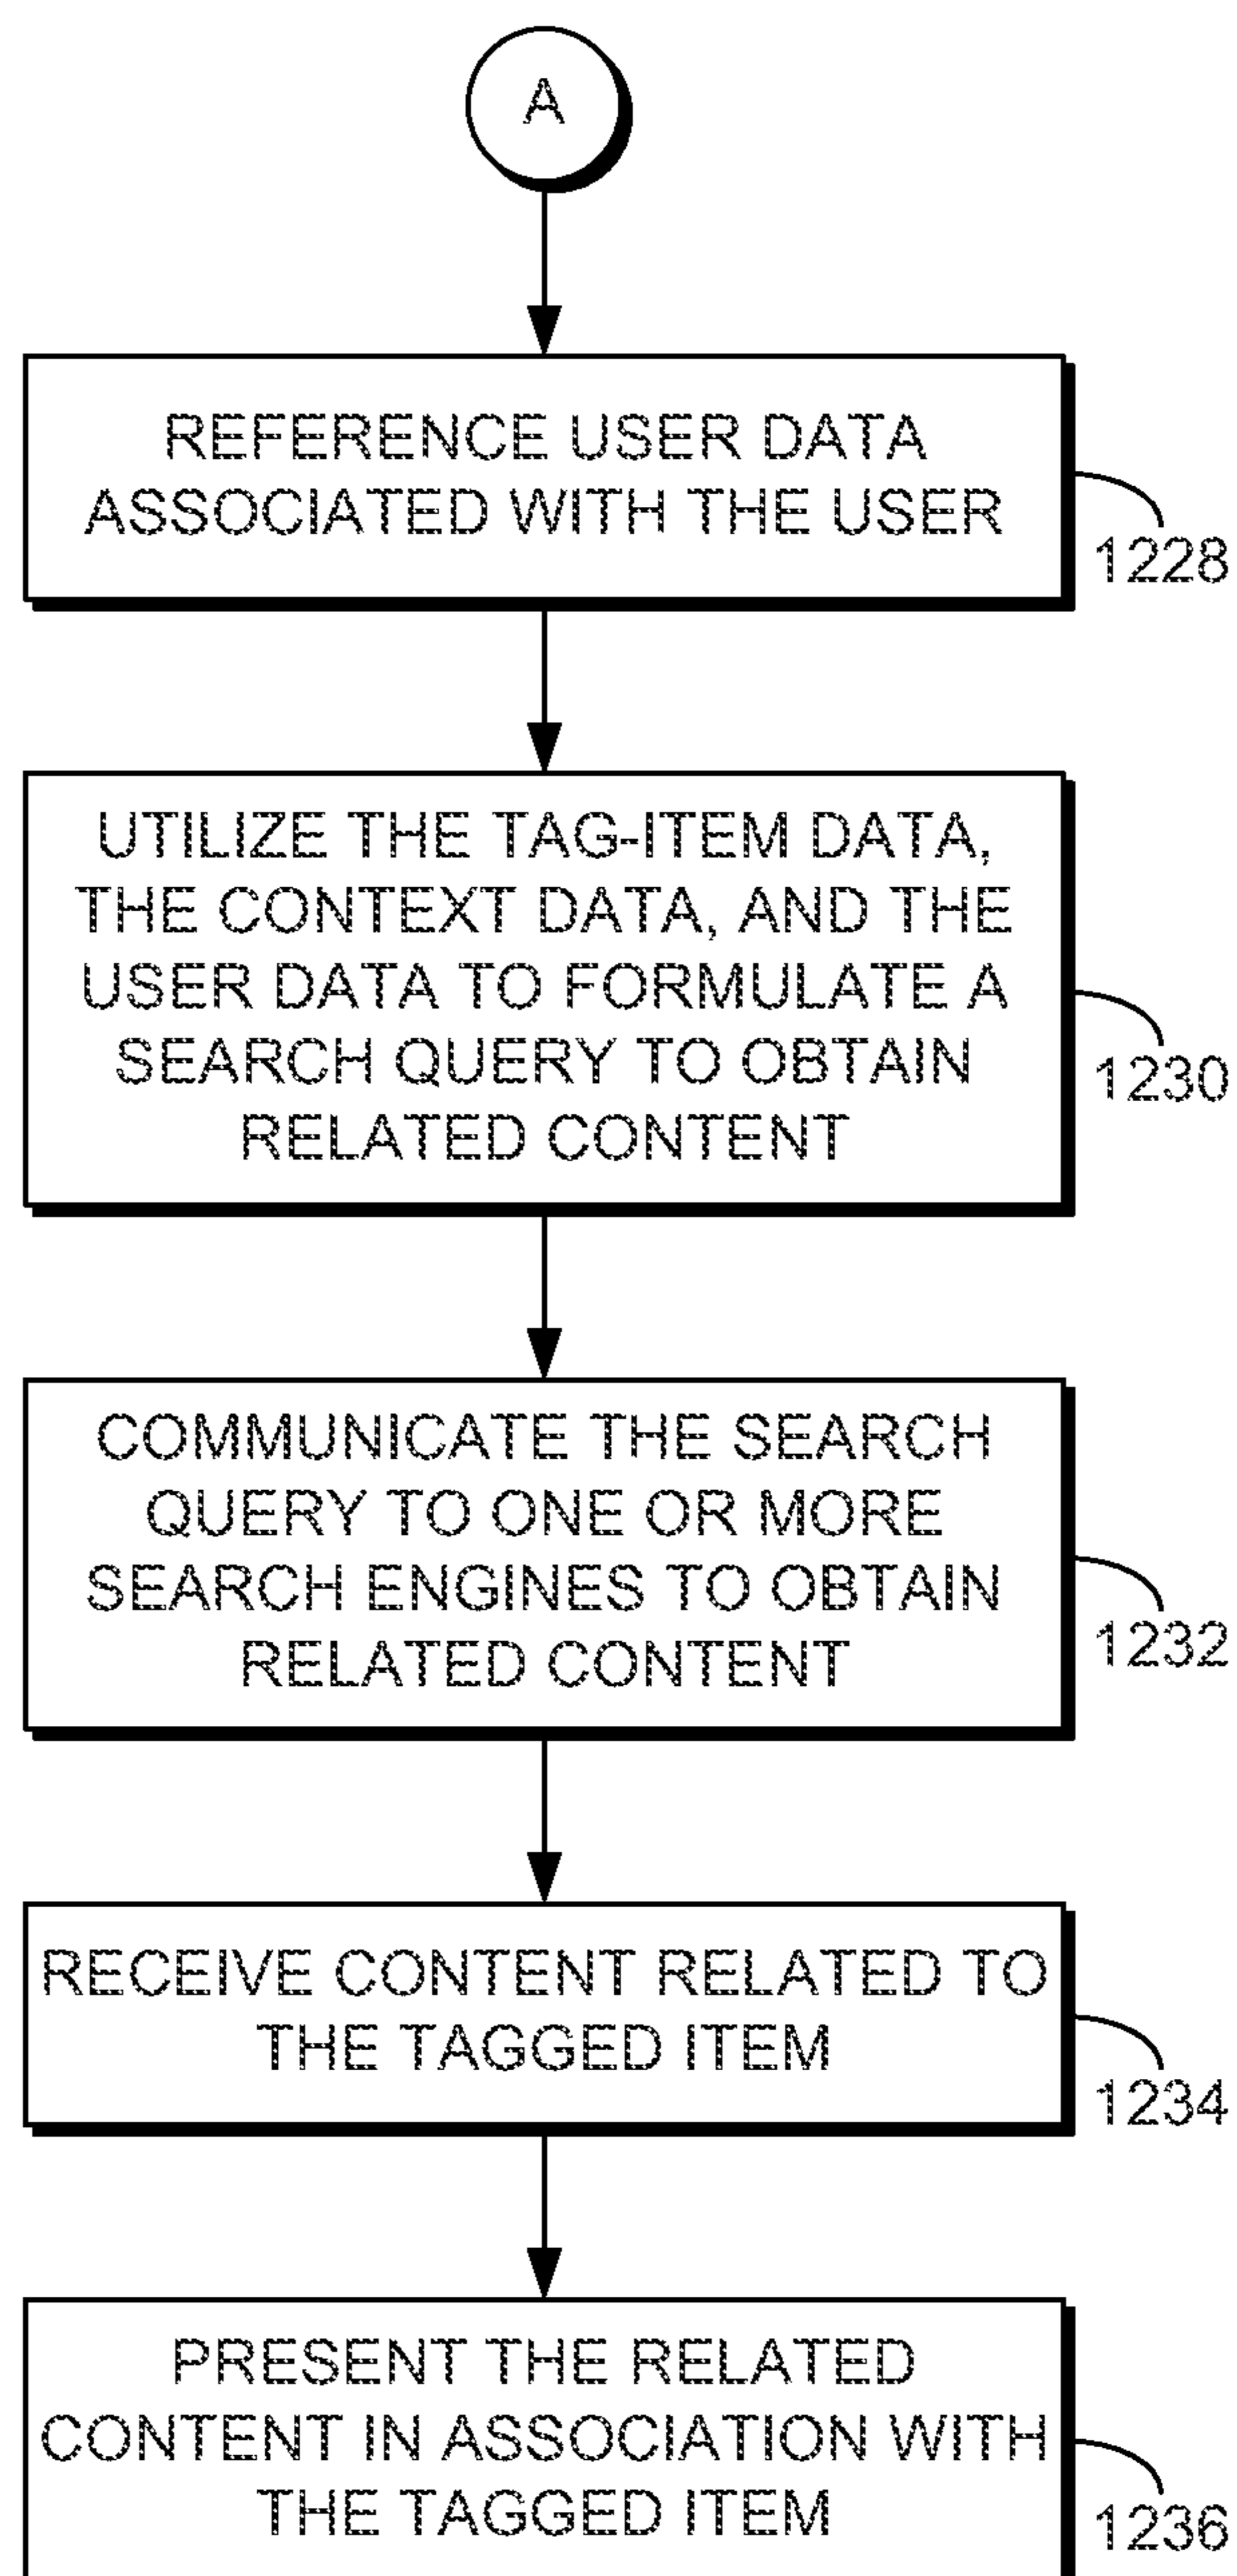 A
REFERENCE USER DATA
ASSOCIATED WITH THE USER
1228
UTILIZE THE TAG-ITEM DATA,
THE CONTEXT DATA, AND THE
USER DATA TO FORMULATE A
SEARCH QUERY TO OBTAIN
RELATED CONTENT
1230
COMMUNICATE THE SEARCH
QUERY TO ONE OR MORE
SEARCH ENGINES TO OBTAIN
RELATED CONTENT
1232
RECEIVE CONTENT RELATED TO
THE TAGGED ITEM
1234
PRESENT THE RELATED
CONTENT IN ASSOCIATION WITH
THE TAGGED ITEM
1236